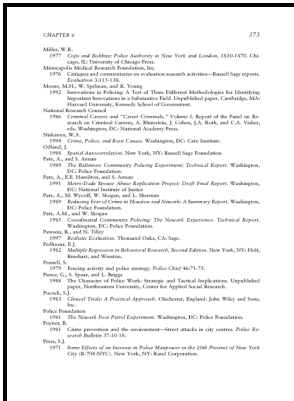 CHAPTER 6 373
Miller, W.R.
1977 Cops and Bobbies: Police Authority in New York and London, 1830-1870. Chi-
cago, IL: University of Chicago Press.
Minneapolis Medical Research Foundation, Inc.
1976 Critiques and commentaries on evaluation research activities—Russell Sage reports.
Evaluation 3:115-138.
Moore, M.H., W. Spelman, and R. Young
1992 Innovations in Policing: A Test of Three Different Methodologies for Identifying
Important Innovations in a Substantive Field. Unpublished paper, Cambridge, MA:
Harvard University, Kennedy School of Government.
National Research Council
1986 Criminal Careers and "Career Criminals," Volume I. Report of the Panel on Re-
search on Criminal Careers, A. Blumstein, J. Cohen, J.A. Roth, and C.A. Visher,
eds. Washington, DC: National Academy Press.
Niskanen, W.A.
1994 Crime, Police, and Root Causes. Washington, DC: Cato Institute.
Odland, J.
1988 Spatial Autocorrelation. New York, NY: Russell Sage Foundation.
Pate, A., and S. Annan
1989 The Baltimore Community Policing Experiment: Technical Report. Washington,
DC: Police Foundation.
Pate, A., E.E. Hamilton, and S. Annan
1991 Metro-Dade Spouse Abuse Replication Project: Draft Final Report. Washington,
DC: National Institute of Justice
Pate, A., M. Wycoff, W. Skogan, and L. Sherman
1989 Reducing Fear of Crime in Houston and Newark: A Summary Report. Washington,
DC: Police Foundation.
Pate, A.M., and W. Skogan
1985 Coordinated Community Policing: The Newark Experience. Technical Report.
Washington, DC: Police Foundation.
Pawson, R., and N. Tilley
1997 Realistic Evaluation. Thousand Oaks, CA: Sage.
Pedhazur, E.J.
1982 Multiple Regression in Behavioral Research, Second Edition. New York, NY: Holt,
Rinehart, and Winston.
Pennell, S.
1979 Fencing activity and police strategy. Police Chief 46:71-75.
Pierce, G., S. Spaar, and L. Briggs
1988 The Character of Police Work: Strategic and Tactical Implications. Unpublished
paper, Northeastern University, Center for Applied Social Research.
Pocock, S.J.
1983 Clinical Trials: A Practical Approach. Chichester, England: John Wiley and Sons,
Inc.
Police Foundation
1981 The Newark Foot Patrol Experiment. Washington, DC: Police Foundation.
Poyner, B.
1981 Crime prevention and the environment—Street attacks in city centres. Police Re-
search Bulletin 37:10-18.
Press, S.J.
1971 Some Effects of an Increase in Police Manpower in the 20th Precinct of New York
City (R-704-NYC). New York, NY: Rand Corporation.